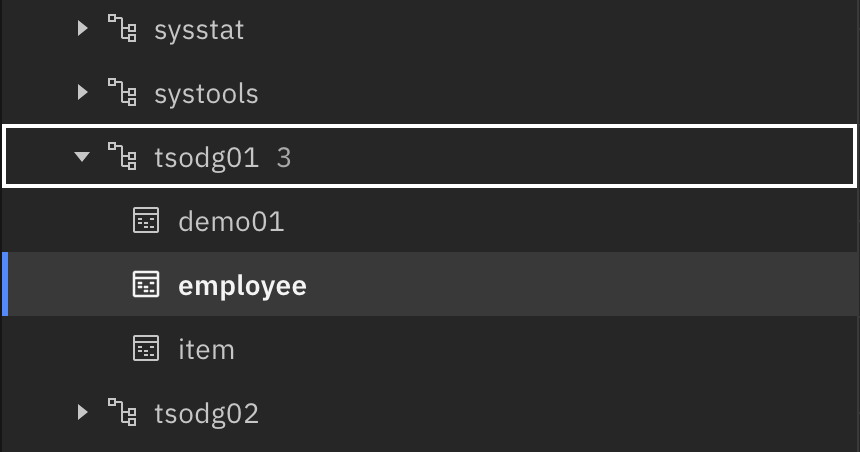 sysstat
systools
tsodg01 3
demo01
employee
item
tsodg02